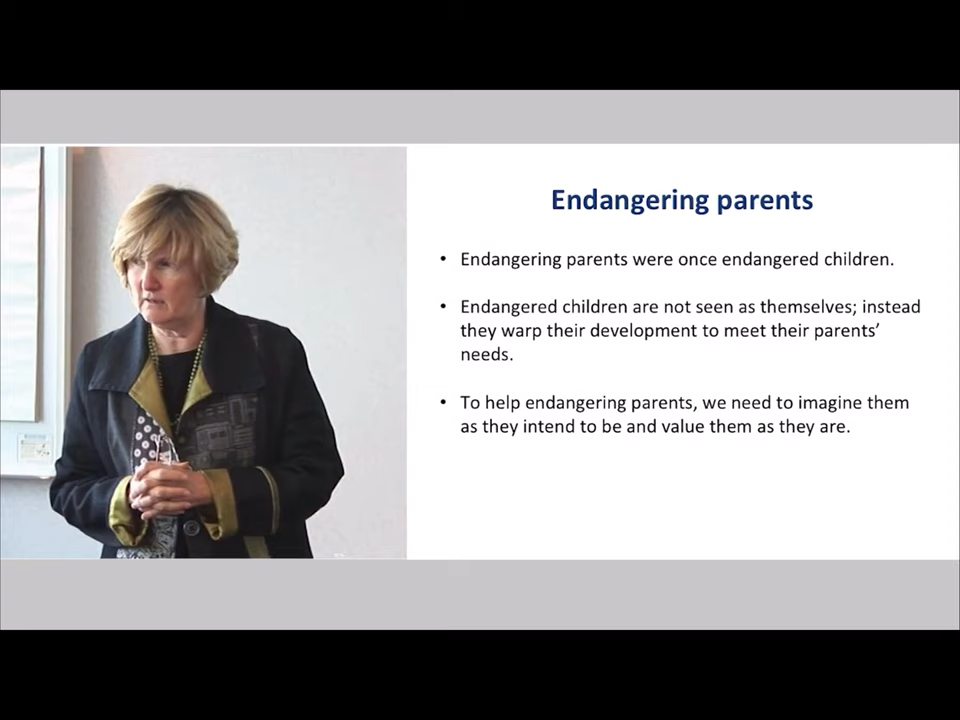 Endangering parents
• Endangering parents were once endangered children.
• Endangered children are not seen as themselves; instead
they warp their development to meet their parents’
needs.
• To help endangering parents, we need to imagine them
as they intend to be and value them as they are.